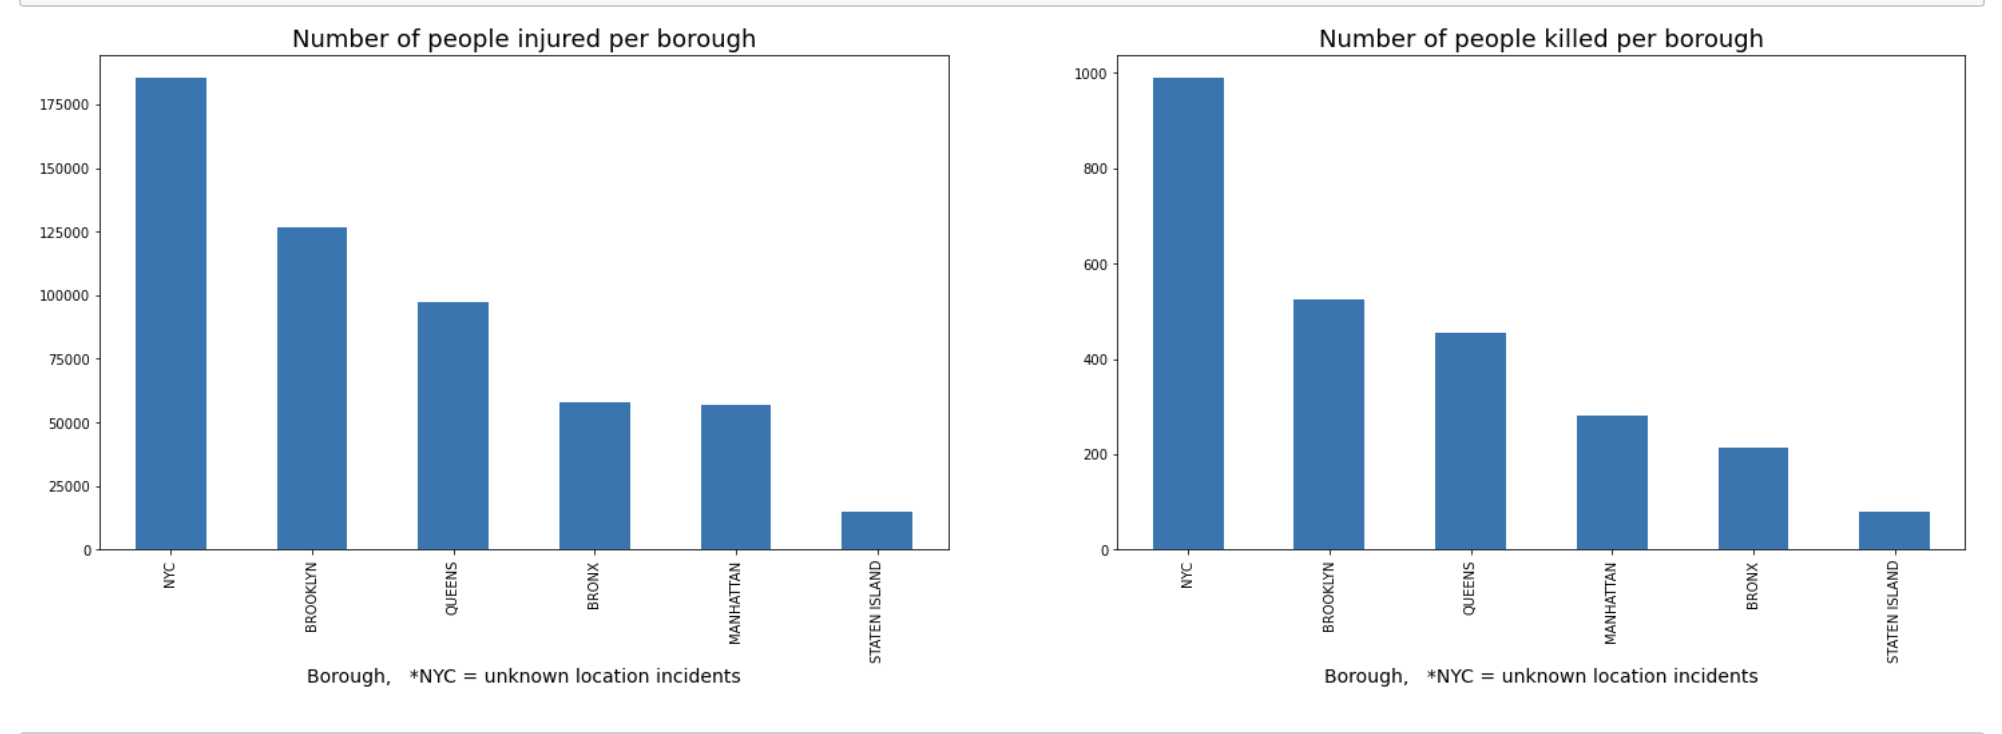 Number of people injured per borough
175000
150000
125000
100000
75000
50000
25000
0
NYC
BROOKLYN
QUEENS
BRONX
MANHATTAN
STATEN ISLAND
Borough,   *NYC = unknown location incidents
Number of people killed per borough
1000
800
600
400
200
0
NYC
BROOKLYN
QUEENS
MANHATTAN
BRONX
STATEN ISLAND
Borough,   *NYC = unknown location incidents